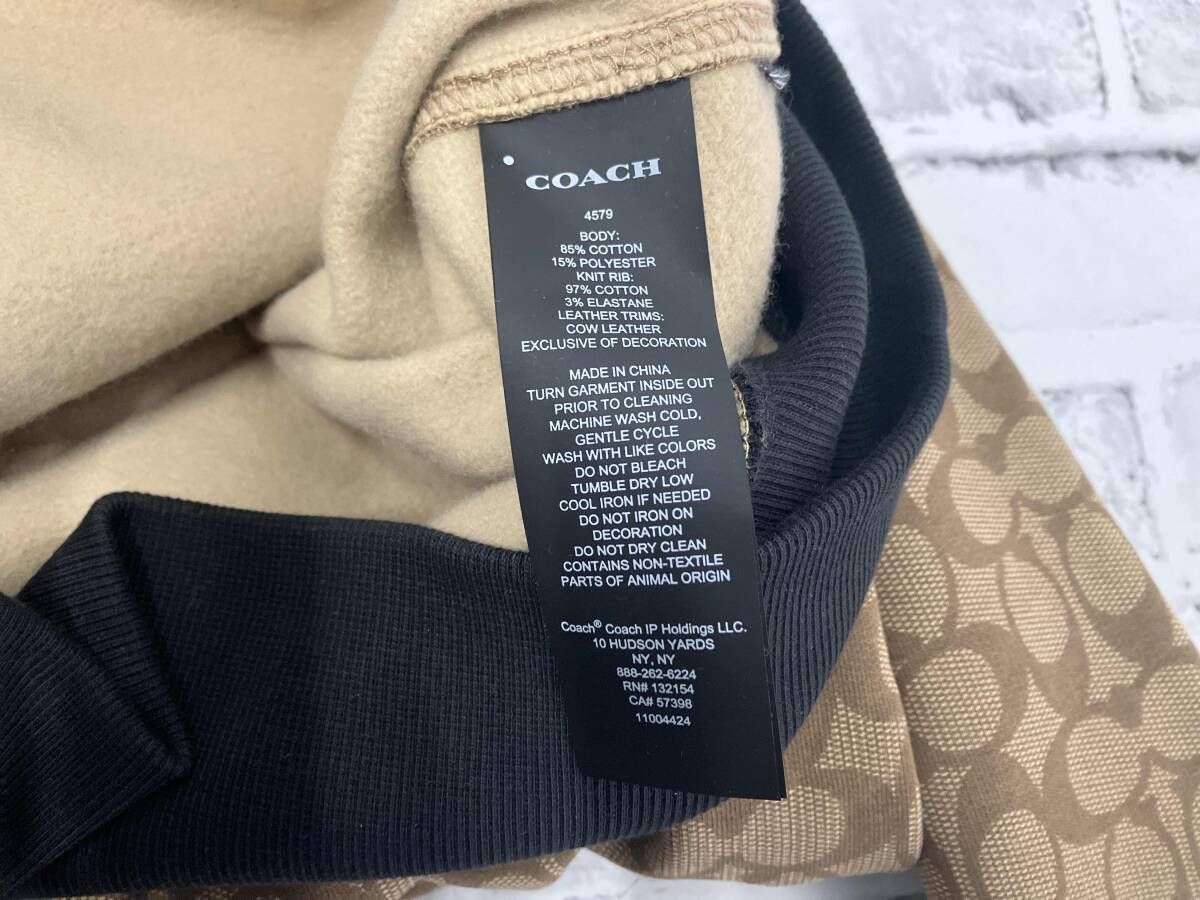 COACH
4579
BODY:
85% COTTON
15% POLYESTER
KNIT RIB:
97% COTTON
3% ELASTANE
LEATHER TRIMS:
COW LEATHER
EXCLUSIVE OF DECORATION
MADE IN CHINA
TURN GARMENT INSIDE OUT
PRIOR TO CLEANING
MACHINE WASH COLD,
GENTLE CYCLE
WASH WITH LIKE COLORS
DO NOT BLEACH
TUMBLE DRY LOW
COOL IRON IF NEEDED
DO NOT IRON ON
DECORATION
DO NOT DRY CLEAN
CONTAINS NON-TEXTILE
PARTS OF ANIMAL ORIGIN
Coach® Coach IP Holdings LLC.
10 HUDSON YARDS
NY, NY
888-262-6224
RN# 132154
CA# 57398
11004424